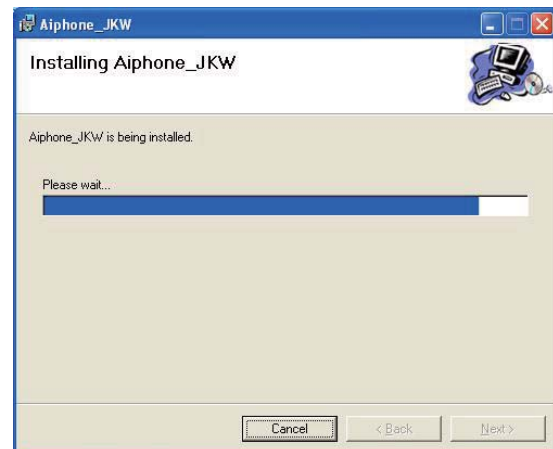 Aiphone_JKW
Installing Aiphone_JKW
Aiphone_JKW is being installed.
Please wait...
Cancel
< Back
Next >